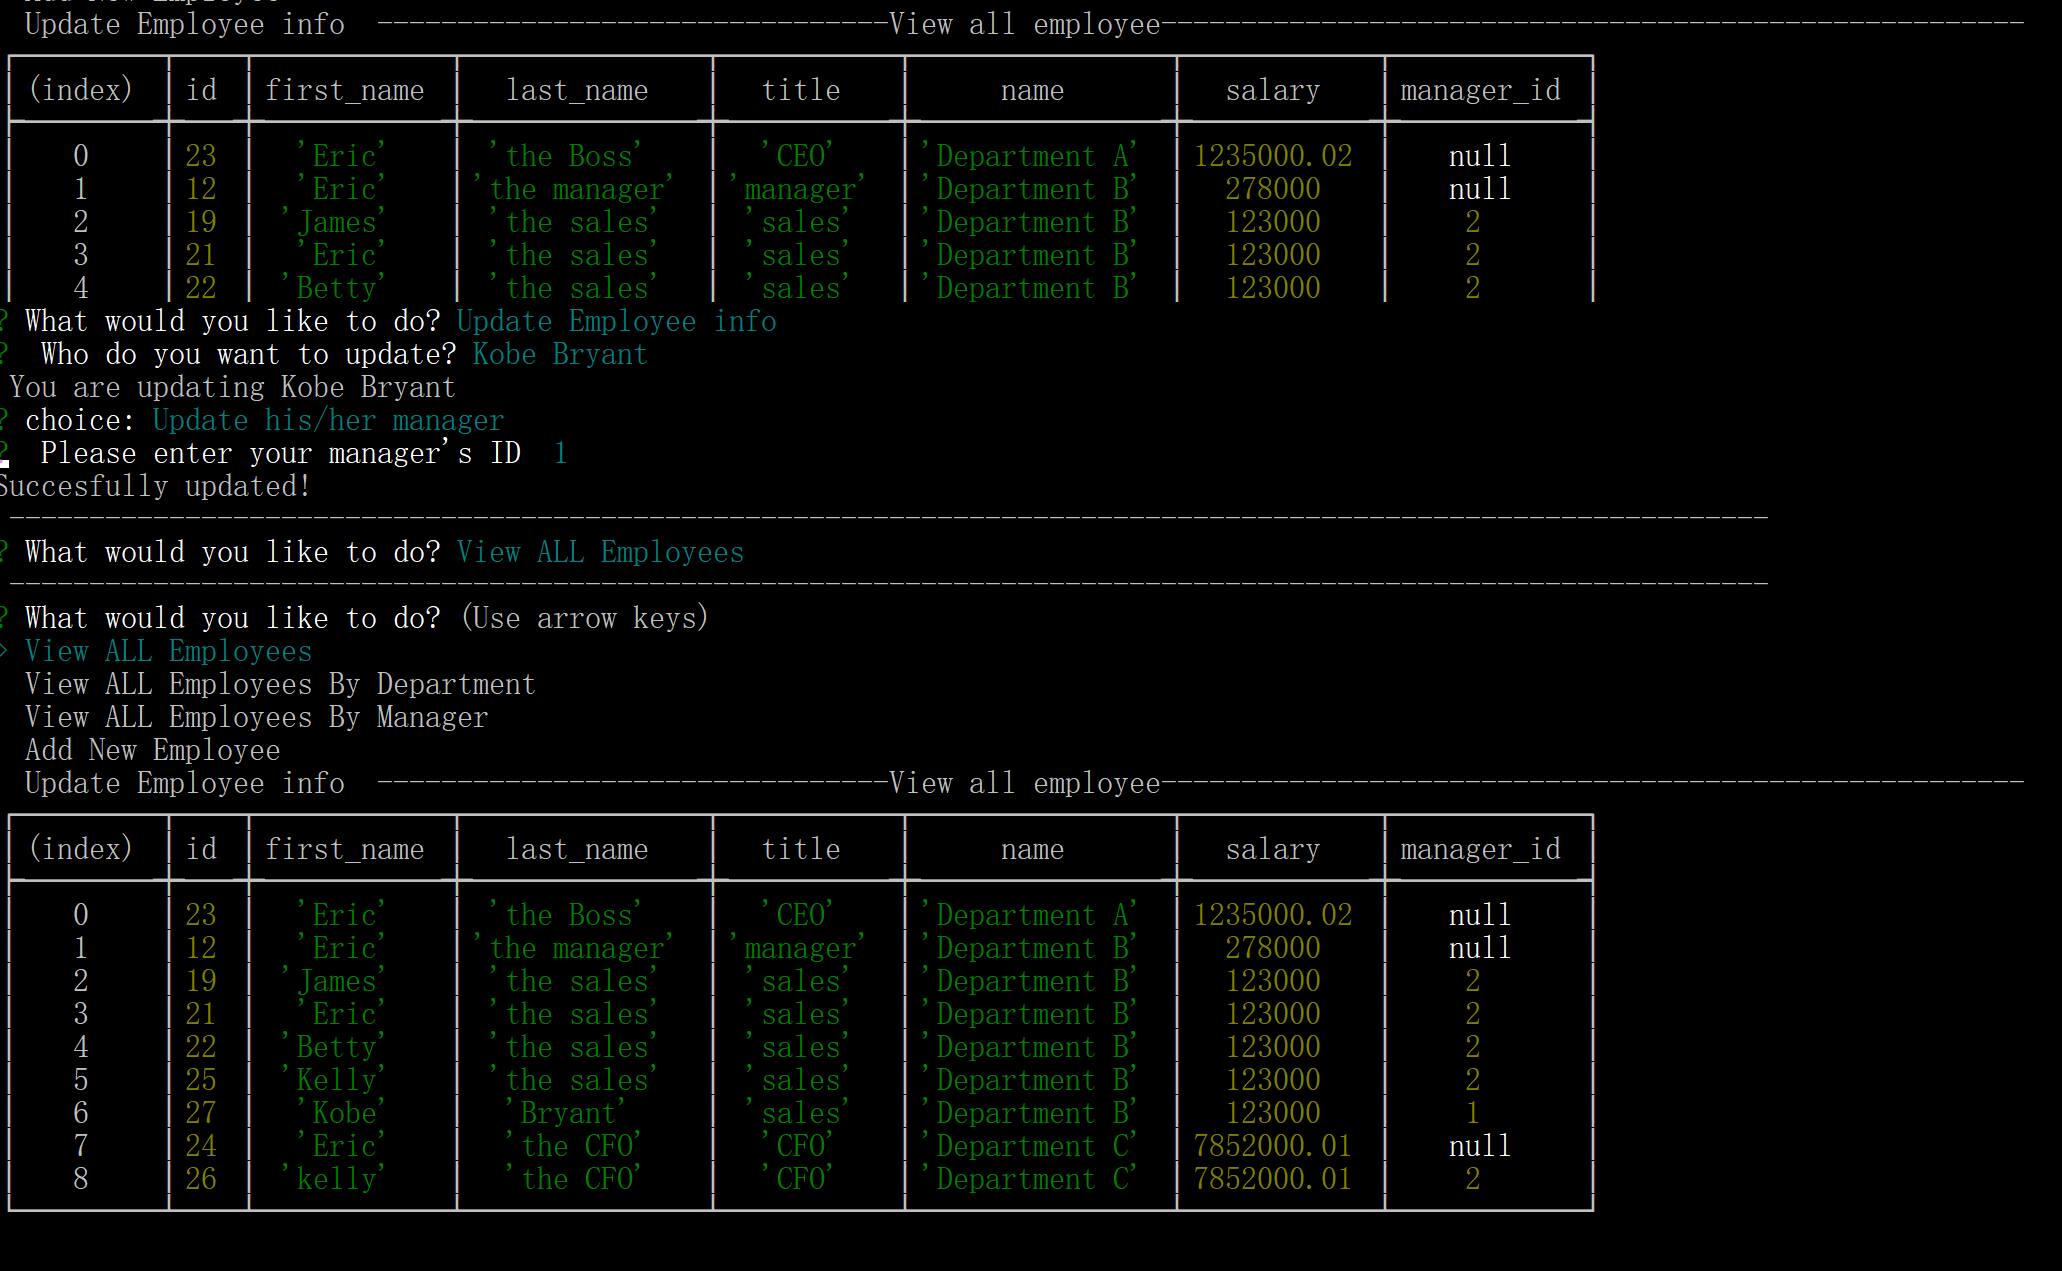 Add New Employee
Update Employee info --------------------------------View all employee------------------------------------------------------
(index) id first_name last_name title name salary manager_id
0 23 'Eric' 'the Boss' 'CEO' 'Department A' 1235000.02 null
1 12 'Eric' 'the manager' 'manager' 'Department B' 278000 null
2 19 'James' 'the sales' 'sales' 'Department B' 123000 2
3 21 'Eric' 'the sales' 'sales' 'Department B' 123000 2
4 22 'Betty' 'the sales' 'sales' 'Department B' 123000 2
? What would you like to do? Update Employee info
? Who do you want to update? Kobe Bryant
You are updating Kobe Bryant
? choice: Update his/her manager
? Please enter your manager's ID 1
Succesfully updated!
--------------------------------------------------------------------------------------------------------------
? What would you like to do? View ALL Employees
--------------------------------------------------------------------------------------------------------------
? What would you like to do? (Use arrow keys)
> View ALL Employees
View ALL Employees By Department
View ALL Employees By Manager
Add New Employee
Update Employee info --------------------------------View all employee------------------------------------------------------
(index) id first_name last_name title name salary manager_id
0 23 'Eric' 'the Boss' 'CEO' 'Department A' 1235000.02 null
1 12 'Eric' 'the manager' 'manager' 'Department B' 278000 null
2 19 'James' 'the sales' 'sales' 'Department B' 123000 2
3 21 'Eric' 'the sales' 'sales' 'Department B' 123000 2
4 22 'Betty' 'the sales' 'sales' 'Department B' 123000 2
5 25 'Kelly' 'the sales' 'sales' 'Department B' 123000 2
6 27 'Kobe' 'Bryant' 'sales' 'Department B' 123000 1
7 24 'Eric' 'the CFO' 'CFO' 'Department C' 7852000.01 null
8 26 'kelly' 'the CFO' 'CFO' 'Department C' 7852000.01 2